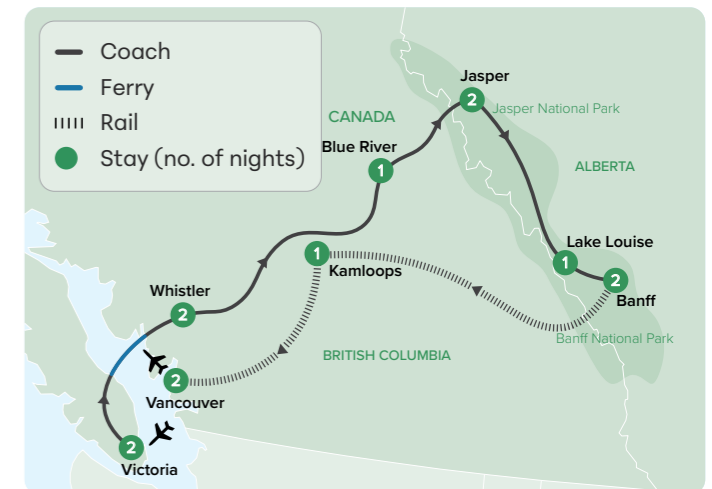 Coach
Ferry
Rail
Stay (no. of nights)
Jasper
2
Jasper National Park
CANADA
Blue River
1
ALBERTA
Lake Louise
1
2
Banff
1
Kamloops
Whistler
2
Banff National Park
BRITISH COLUMBIA
2
Vancouver
2
Victoria